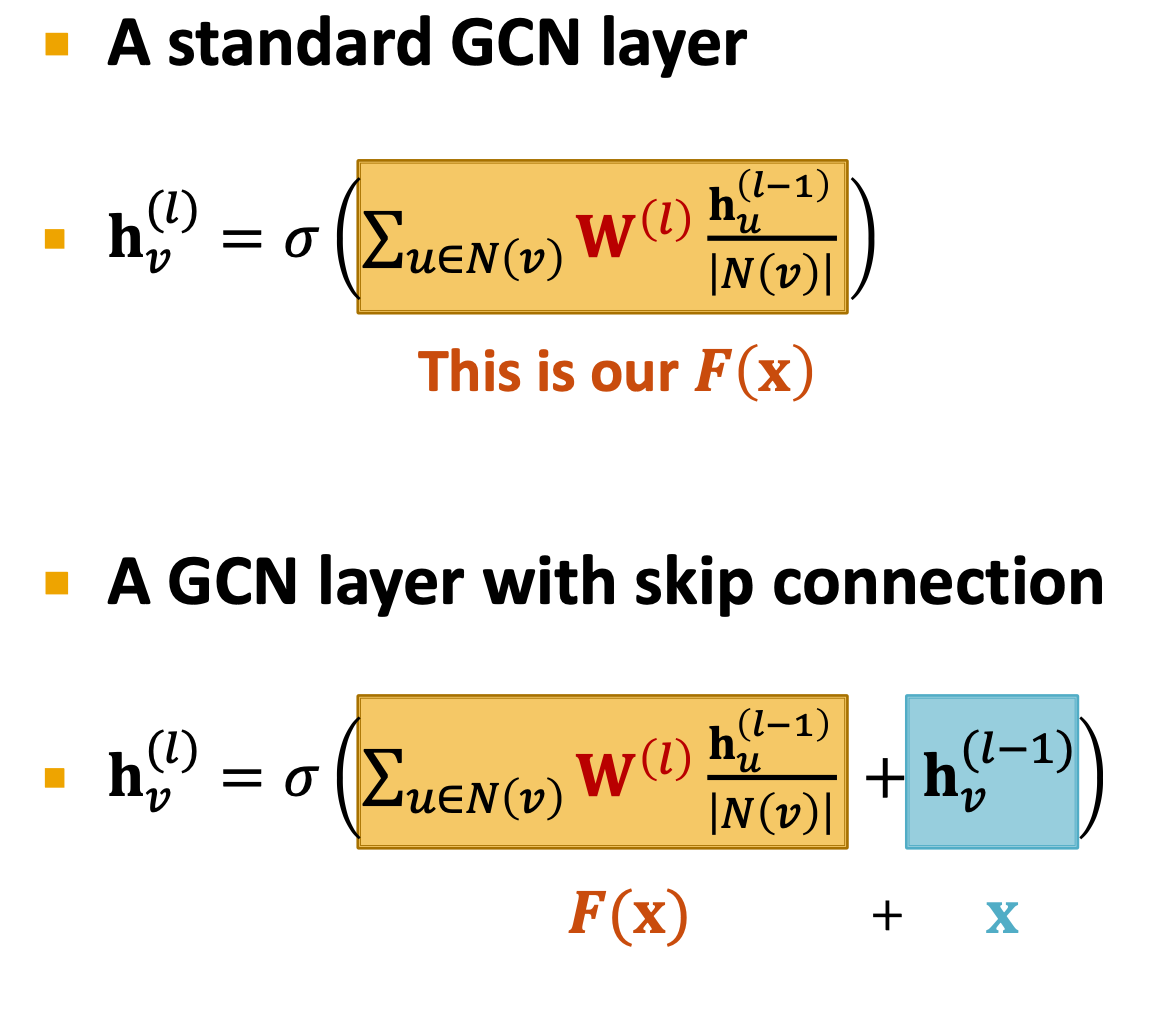 ▪ A standard GCN layer
▪ $\mathbf{h}_v^{(l)} = \sigma\left(\sum_{u \in N(v)} \mathbf{W}^{(l)} \frac{\mathbf{h}_u^{(l-1)}}{|N(v)|}\right)$
This is our $F(\mathbf{x})$
▪ A GCN layer with skip connection
▪ $\mathbf{h}_v^{(l)} = \sigma\left(\sum_{u \in N(v)} \mathbf{W}^{(l)} \frac{\mathbf{h}_u^{(l-1)}}{|N(v)|} + \mathbf{h}_v^{(l-1)}\right)$
$F(\mathbf{x})$ + $\mathbf{x}$